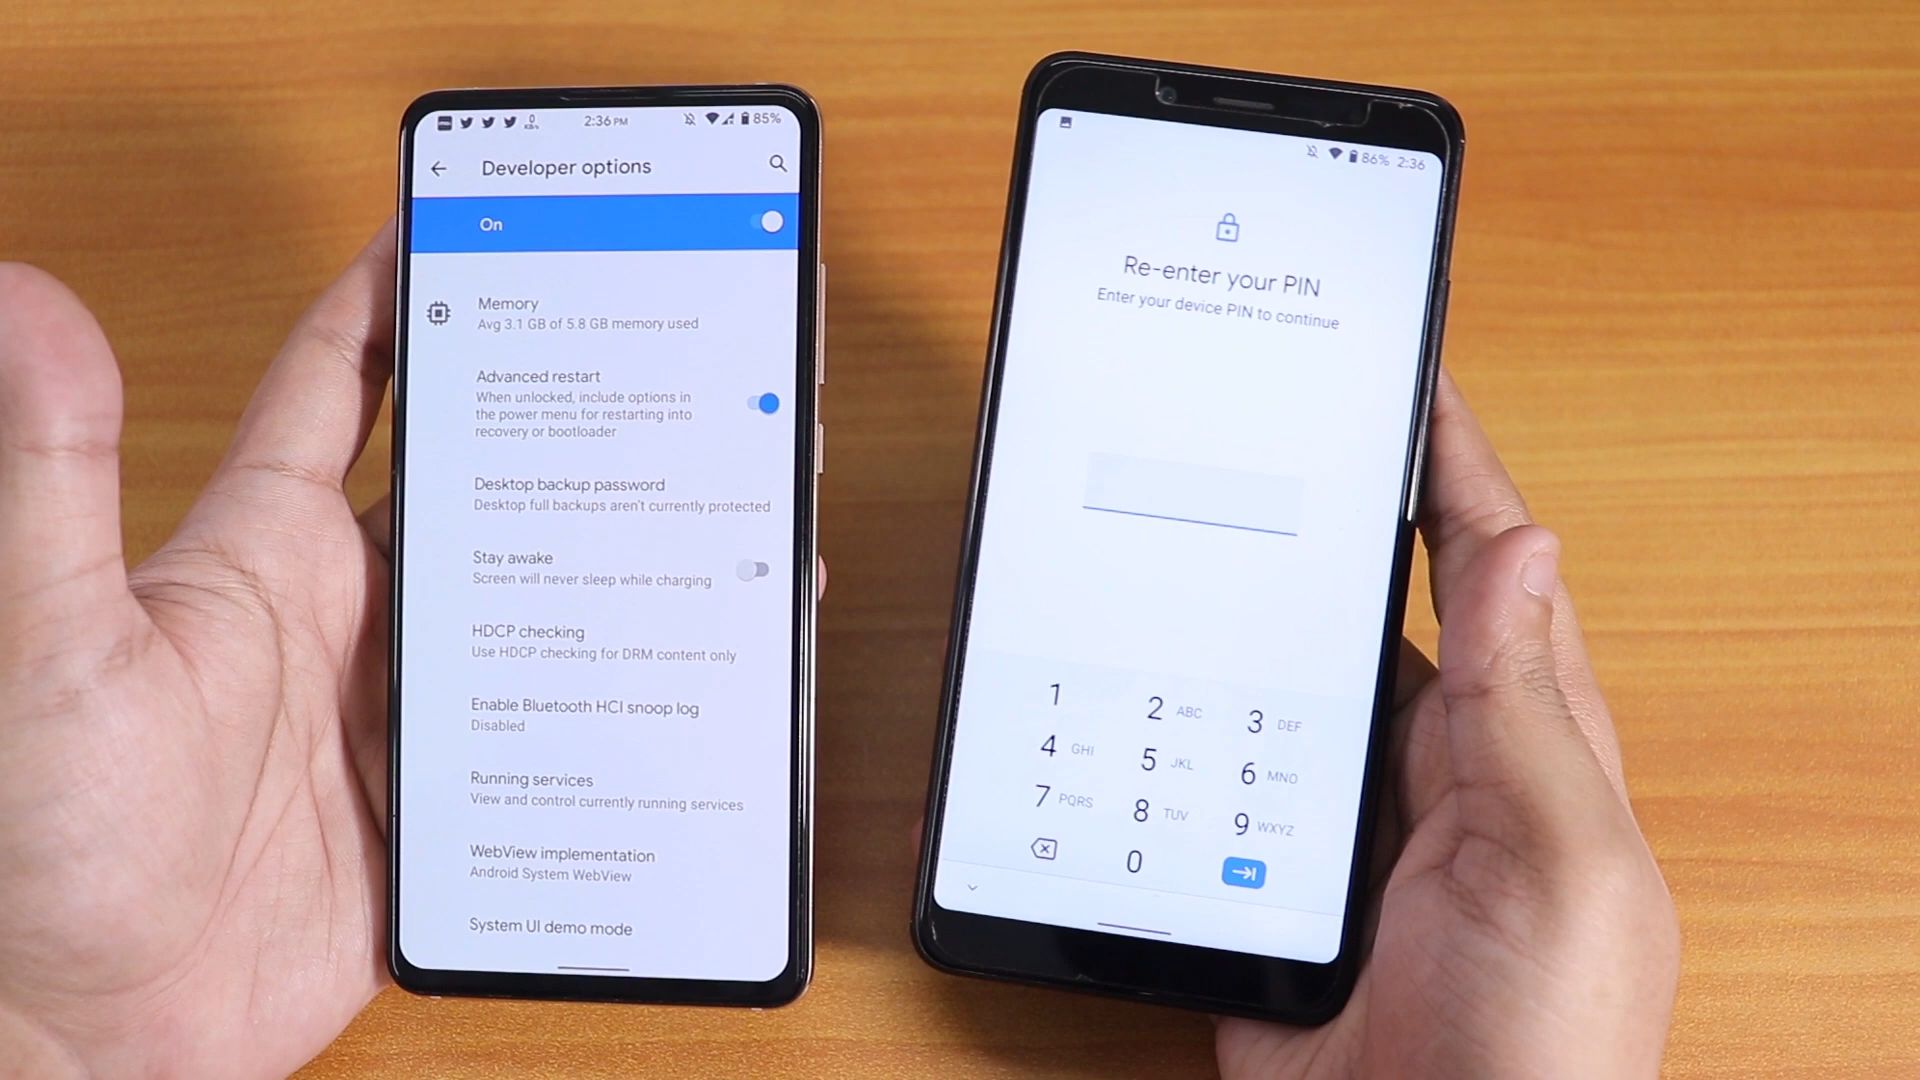 0
KB/s
2:36 PM
85%
Developer options
On
Memory
Avg 3.1 GB of 5.8 GB memory used
Advanced restart
When unlocked, include options in
the power menu for restarting into
recovery or bootloader
Desktop backup password
Desktop full backups aren't currently protected
Stay awake
Screen will never sleep while charging
HDCP checking
Use HDCP checking for DRM content only
Enable Bluetooth HCI snoop log
Disabled
Running services
View and control currently running services
WebView implementation
Android System WebView
System UI demo mode
86% 2:36
Re-enter your PIN
Enter your device PIN to continue
1
2 ABC
3 DEF
4 GHI
5 JKL
6 MNO
7 PQRS
8 TUV
9 WXYZ
0